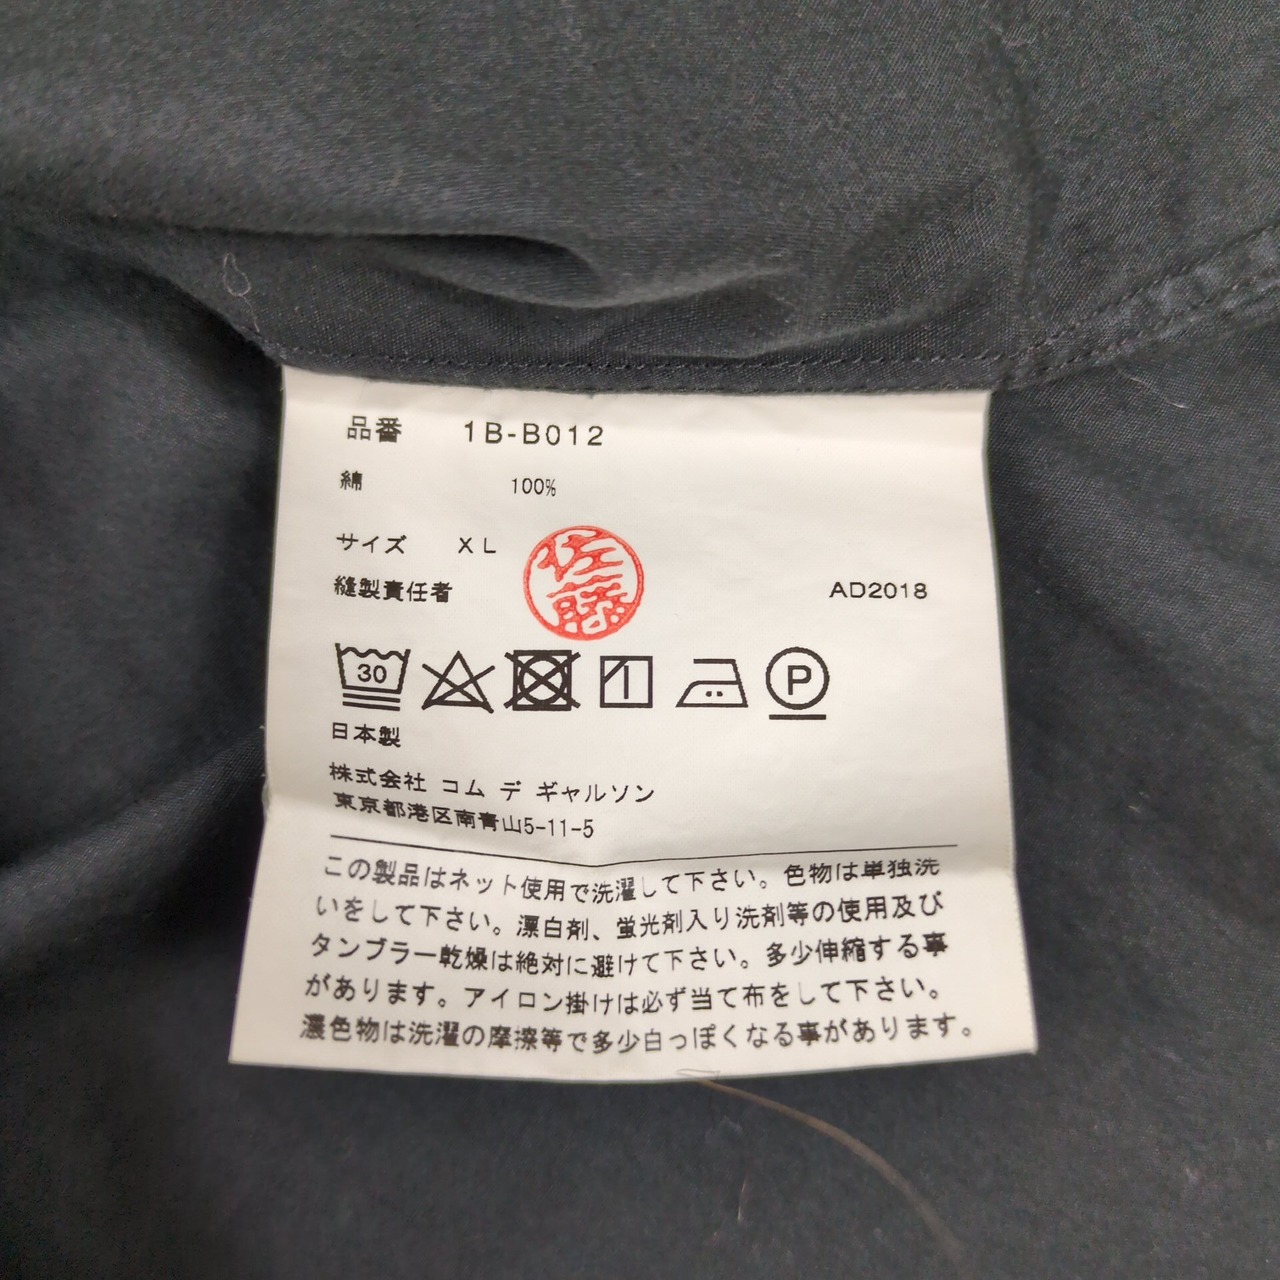 品番 1B-B012
綿 100%
サイズ XL
縫製責任者 佐藤 AD2018
30 P
日本製
株式会社 コム デ ギャルソン
東京都港区南青山5-11-5
この製品はネット使用で洗濯して下さい。色物は単独洗
いをして下さい。漂白剤、蛍光剤入り洗剤等の使用及び
タンブラー乾燥は絶対に避けて下さい。多少伸縮する事
があります。アイロン掛けは必ず当て布をして下さい。
濃色物は洗濯の摩擦等で多少白っぽくなる事があります。